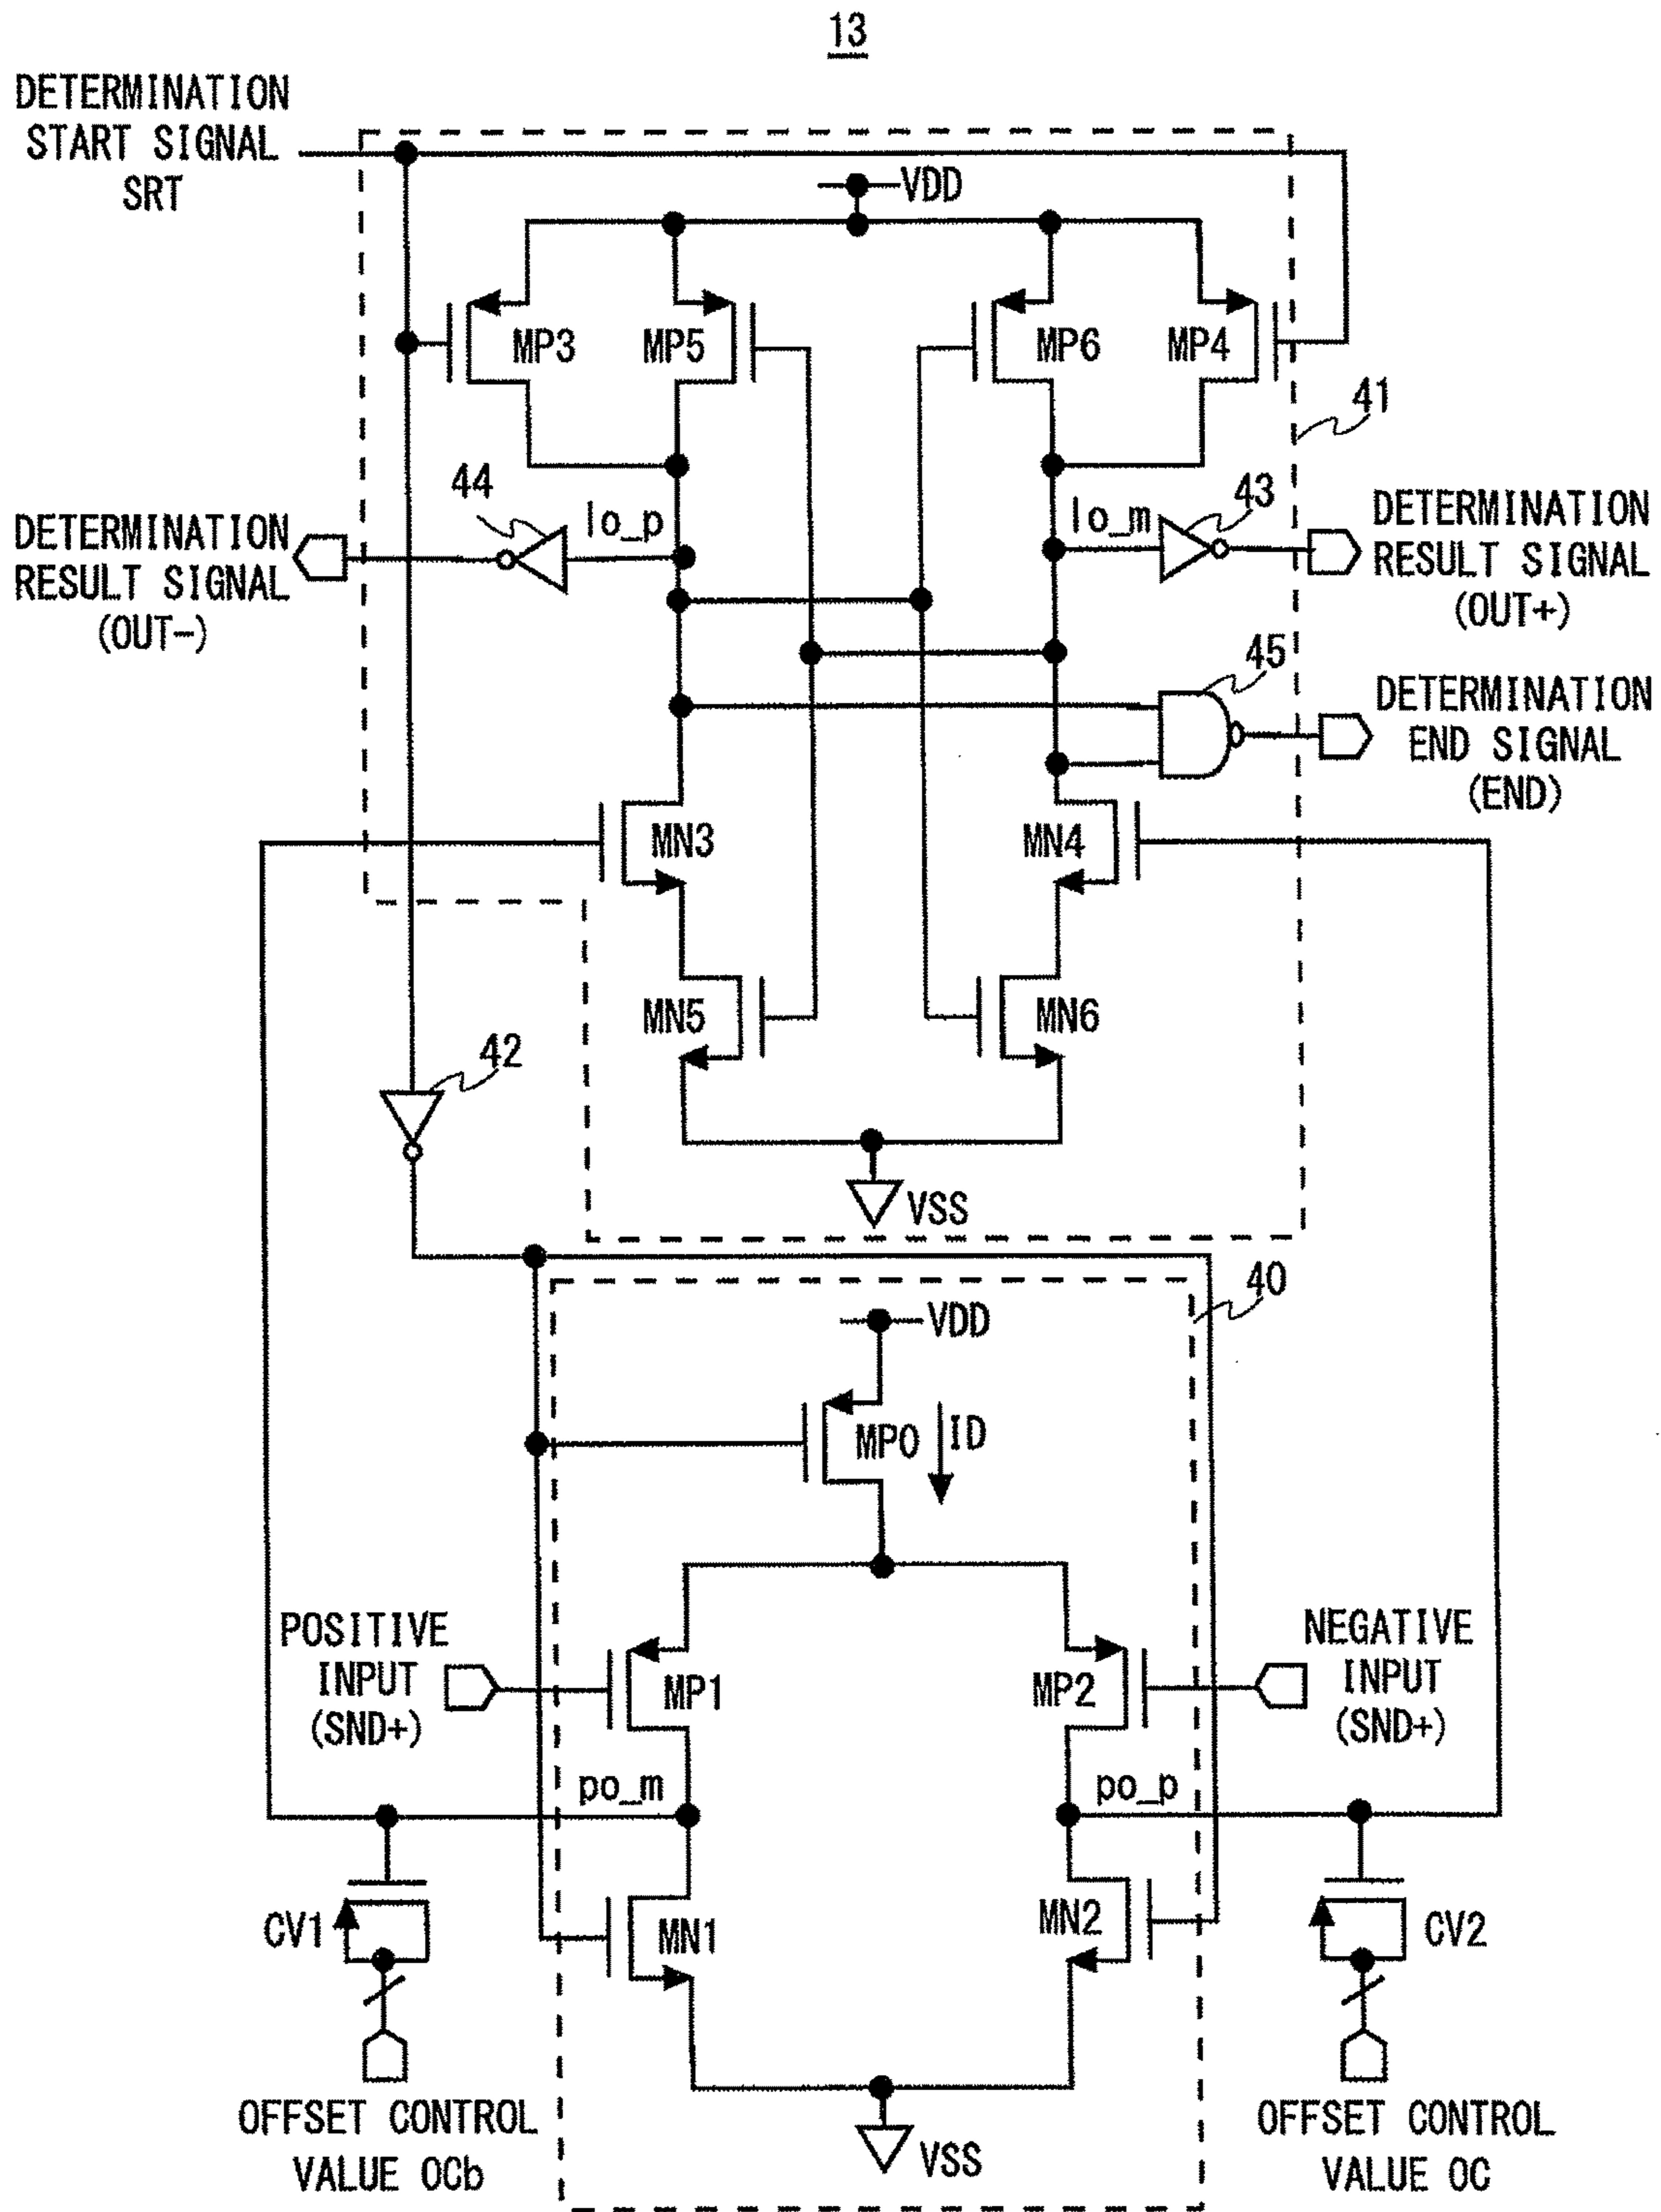 13
DETERMINATION
START SIGNAL
SRT
VDD
MP3
MP5
MP6
MP4
41
44
lo_p
lo_m
43
DETERMINATION
RESULT SIGNAL
(OUT-)
DETERMINATION
RESULT SIGNAL
(OUT+)
45
DETERMINATION
END SIGNAL
(END)
MN3
MN4
MN5
MN6
42
VSS
40
VDD
MP0
ID
POSITIVE
INPUT
(SND+)
MP1
MP2
NEGATIVE
INPUT
(SND+)
po_m
po_p
CV1
MN1
MN2
CV2
OFFSET CONTROL
VALUE OCb
VSS
OFFSET CONTROL
VALUE OC